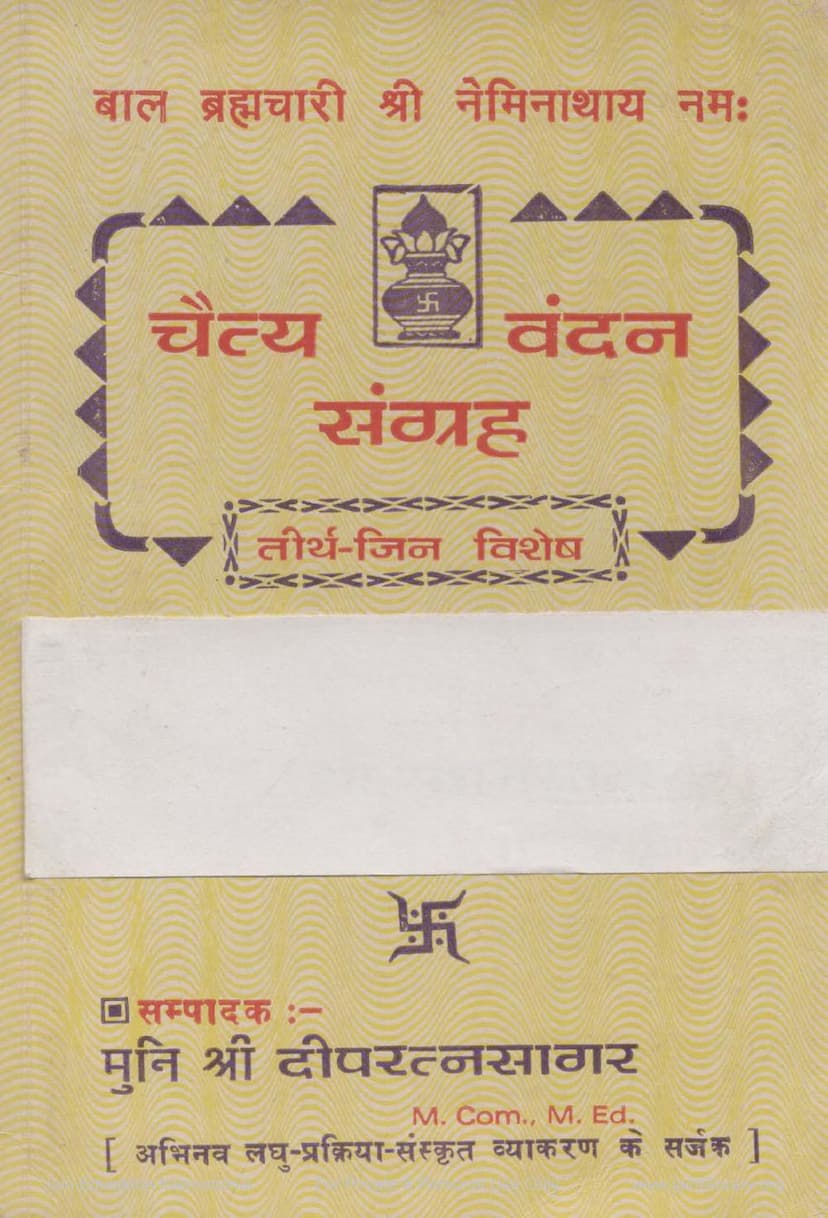 बाल ब्रह्मचारी श्री नेमिनाथाय नमः
चैत्य वंदन
संग्रह
तीर्थ-जिन विशेष
सम्पादक :–
मुनि श्री दीपरत्नसागर
M. Com., M. Ed.
[ अभिनव लघु-प्रक्रिया-संस्कृत व्याकरण के सर्जक ]